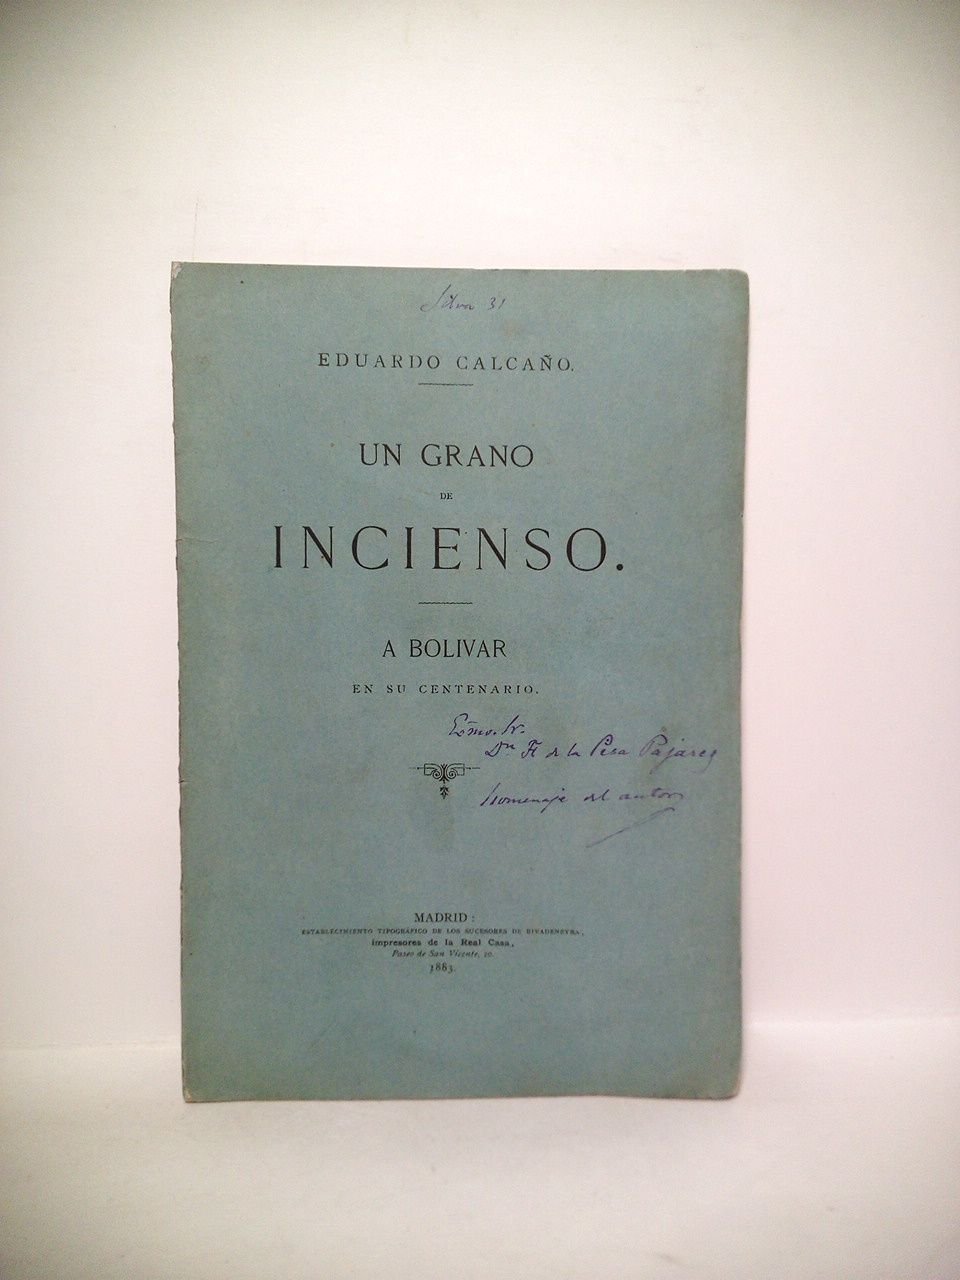 Silva 31
EDUARDO CALCAÑO.
UN GRANO
DE
INCIENSO.
A BOLIVAR
EN SU CENTENARIO.
Exmo. Sr.
Dn. F. de la Pesa Pajares
Homenaje del autor
MADRID:
ESTABLECIMIENTO TIPOGRÁFICO DE LOS SUCESORES DE RIVADENEYRA,
impresores de la Real Casa,
Paseo de San Vicente, 20.
1883.